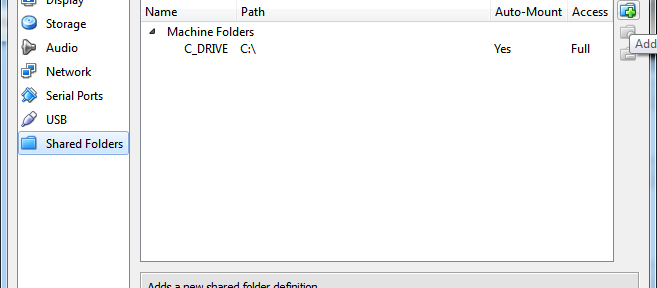 Display
Storage
Audio
Network
Serial Ports
USB
Shared Folders
Name Path Auto-Mount Access
Machine Folders
C_DRIVE C:\ Yes Full
Add
Adds a new shared folder definition